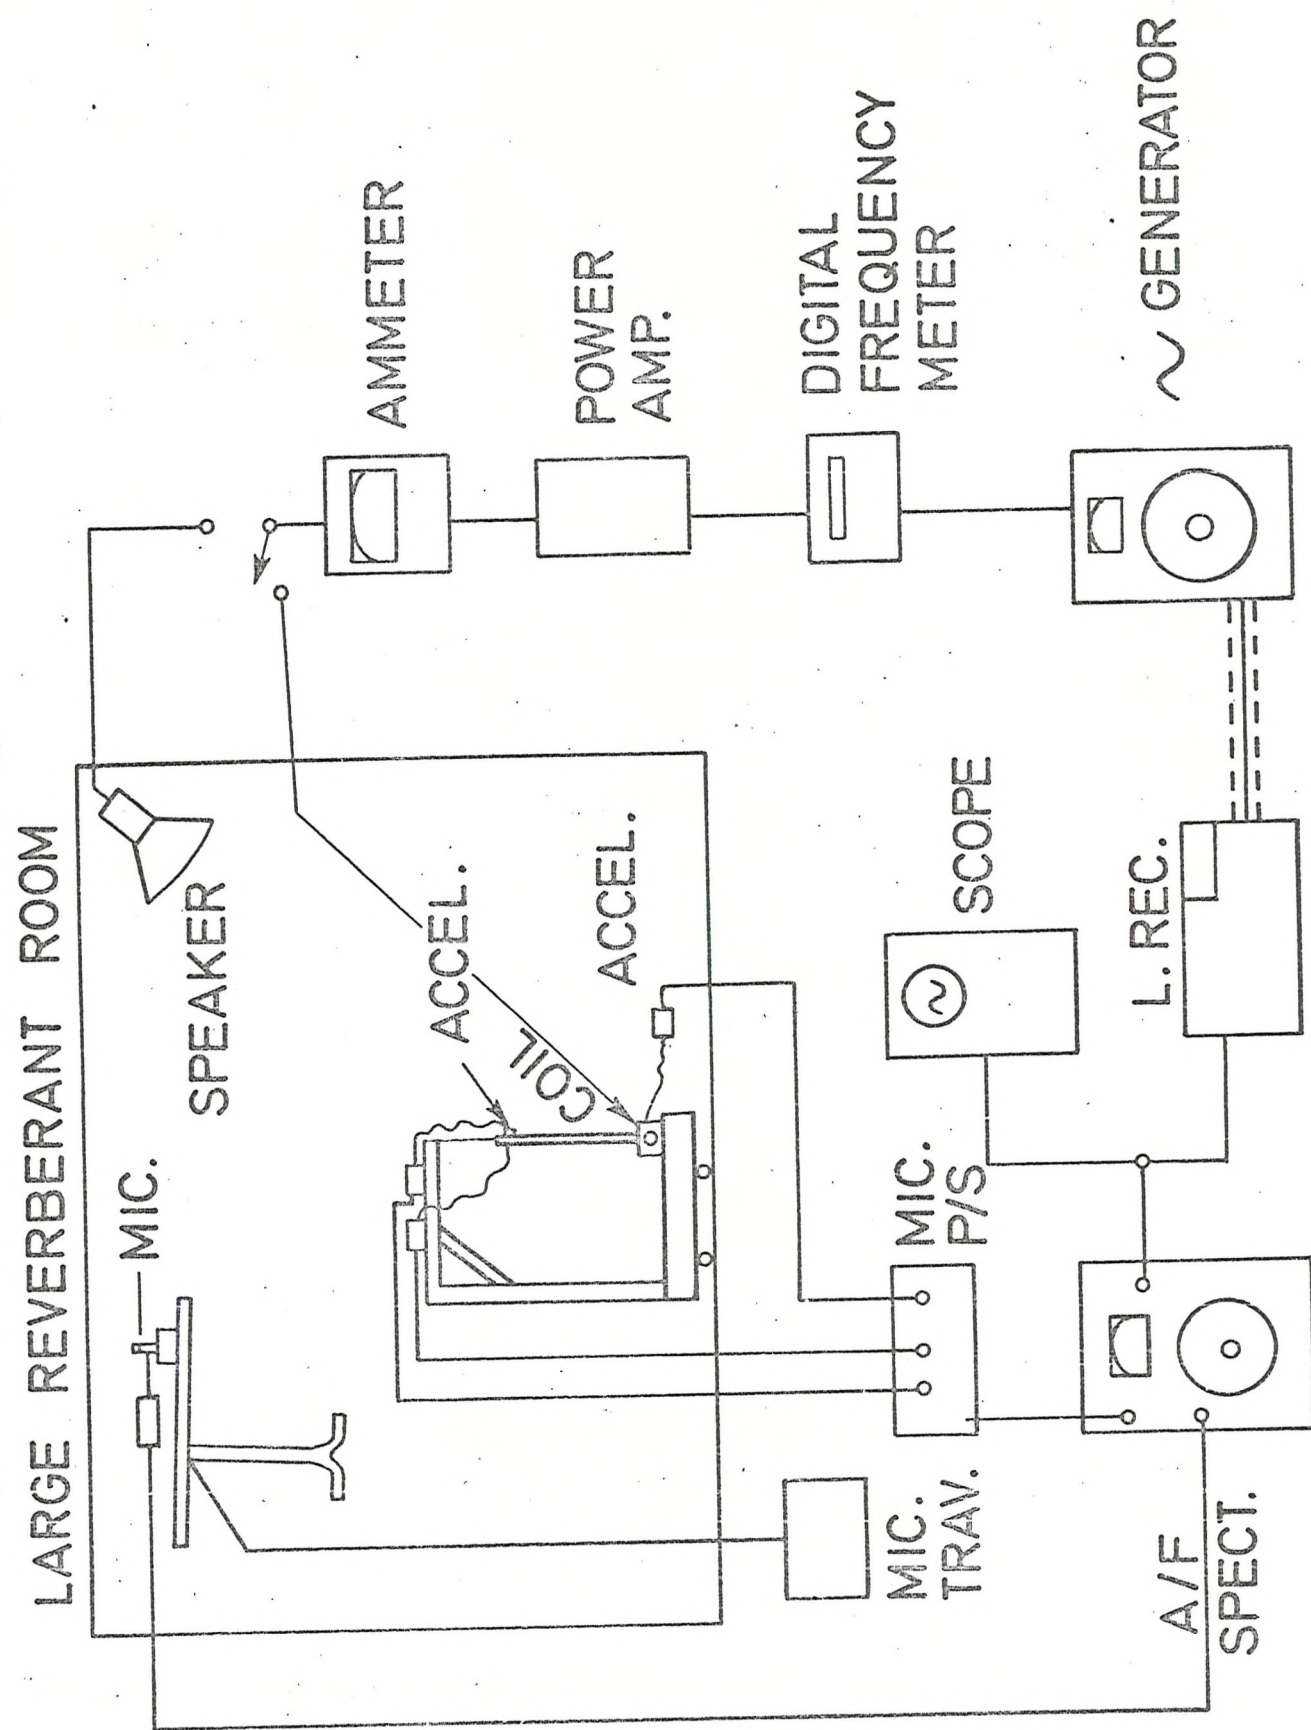 LARGE REVERBERANT ROOM
MIC.
SPEAKER
AMMETER
ACCEL.
COIL
ACCEL.
POWER
AMP.
DIGITAL
FREQUENCY
METER
∼ GENERATOR
MIC.
TRAV.
MIC.
P/S
SCOPE
∼
L. REC.
A/F
SPECT.